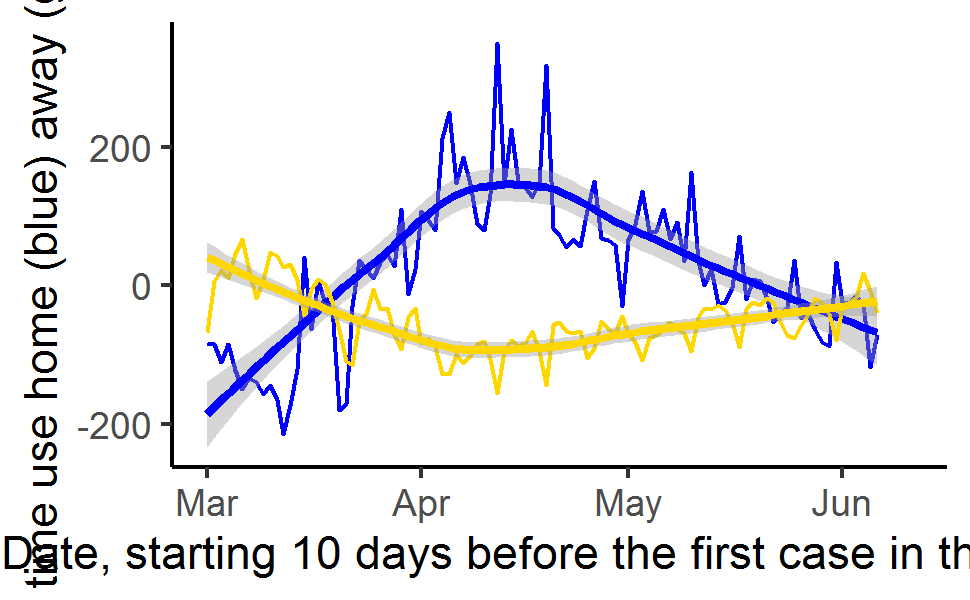 time use home (blue) away (
200
0
-200
Mar Apr May Jun
Date, starting 10 days before the first case in th